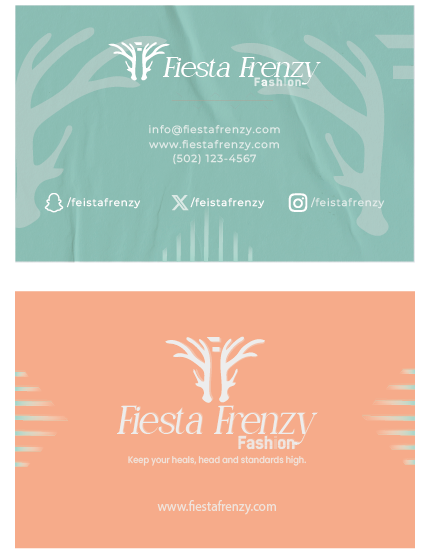 Fiesta Frenzy
Fashion
info@fiestafrenzy.com
www.fiestafrenzy.com
(502) 123-4567
/feistafrenzy /feistafrenzy /feistafrenzy
Fiesta Frenzy
Fashion
Keep your heals, head and standards high.
www.fiestafrenzy.com